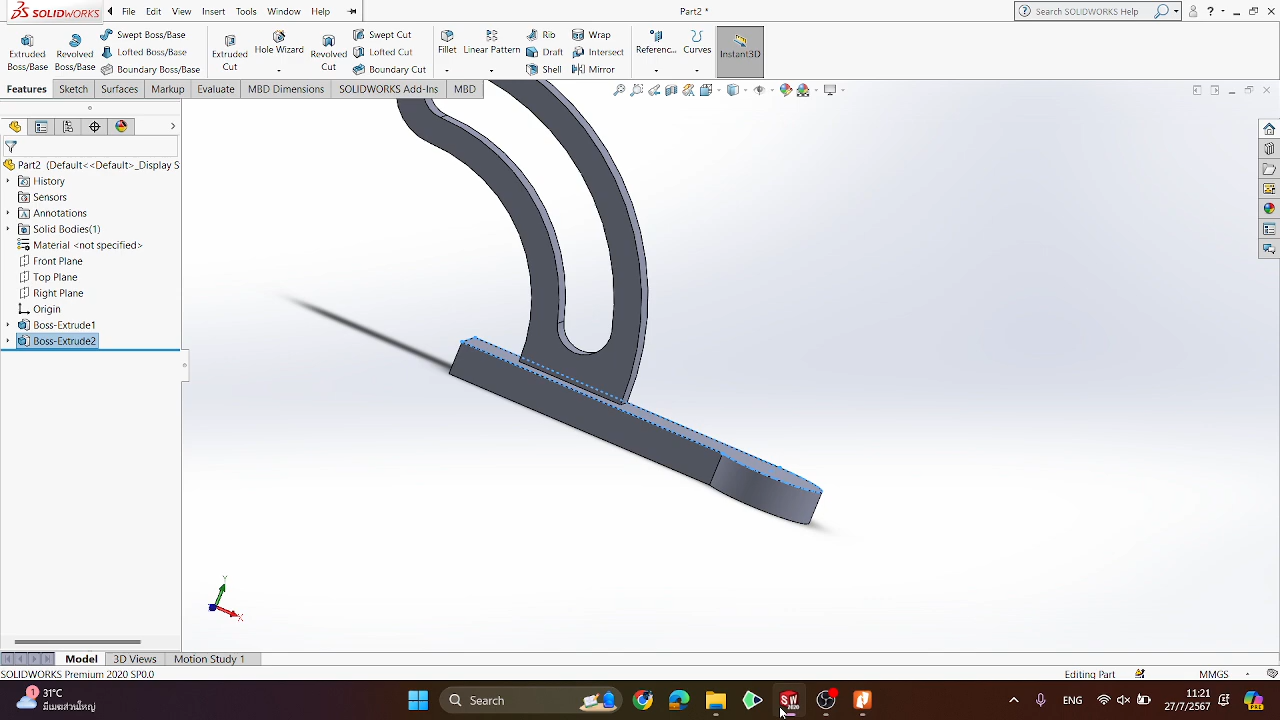 SOLIDWORKS
File
Edit
View
Insert
Tools
Window
Help
Part2 *
Search SOLIDWORKS Help
Extruded
Boss/Base
Revolved
Boss/Base
Swept Boss/Base
Lofted Boss/Base
Boundary Boss/Base
Extruded
Cut
Hole Wizard
Revolved
Cut
Swept Cut
Lofted Cut
Boundary Cut
Fillet
Linear Pattern
Rib
Draft
Shell
Wrap
Intersect
Mirror
Referenc...
Curves
Instant3D
Features
Sketch
Surfaces
Markup
Evaluate
MBD Dimensions
SOLIDWORKS Add-Ins
MBD
Part2 (Default<<Default>_Display S
History
Sensors
Annotations
Solid Bodies(1)
Material <not specified>
Front Plane
Top Plane
Right Plane
Origin
Boss-Extrude1
Boss-Extrude2
Y
X
Model
3D Views
Motion Study 1
SOLIDWORKS Premium 2020 SP0.0
Editing Part
MMGS
1
31°C
มีเมฆส่วนใหญ่
Search
SW
2020
ENG
11:21
27/7/2567
PRE